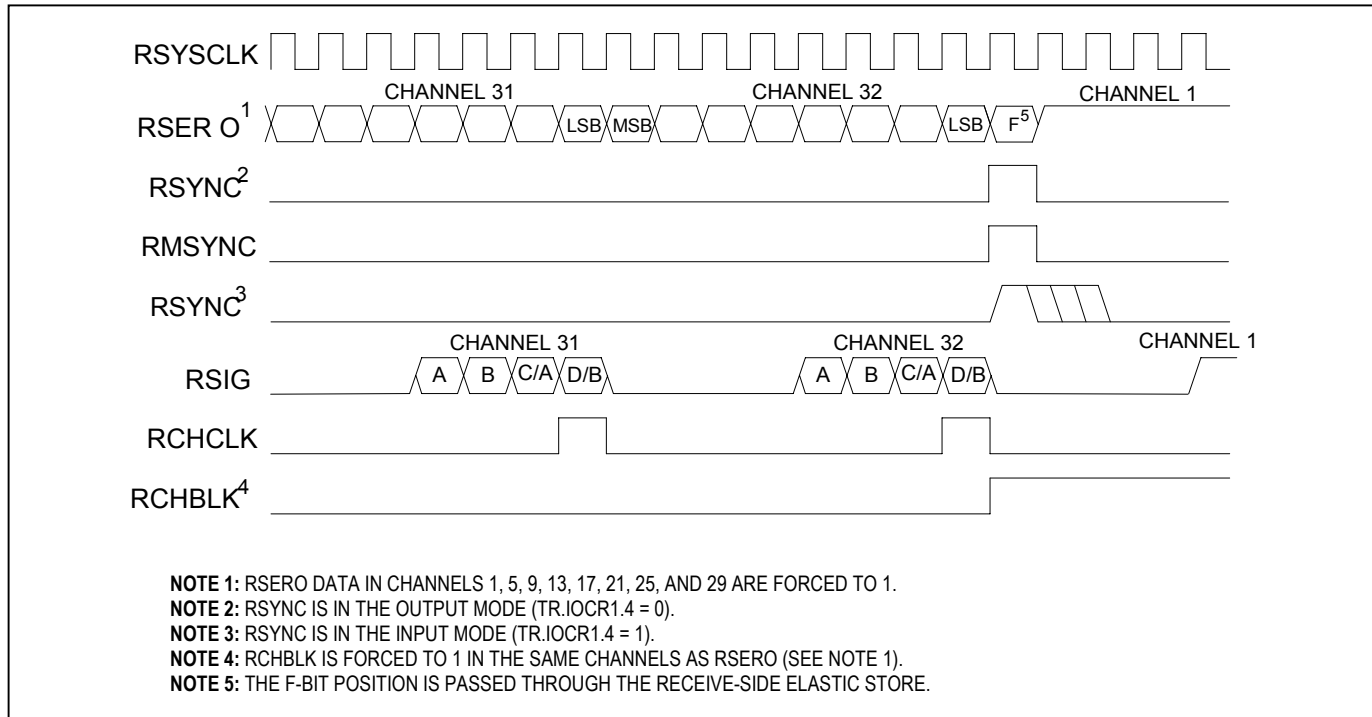 RSYSCLK
CHANNEL 31 CHANNEL 32 CHANNEL 1
RSER O1 LSB MSB LSB F5
RSYNC2
RMSYNC
RSYNC3
CHANNEL 31 CHANNEL 32 CHANNEL 1
RSIG A B C/A D/B A B C/A D/B
RCHCLK
RCHBLK4
NOTE 1: RSERO DATA IN CHANNELS 1, 5, 9, 13, 17, 21, 25, AND 29 ARE FORCED TO 1.
NOTE 2: RSYNC IS IN THE OUTPUT MODE (TR.IOCR1.4 = 0).
NOTE 3: RSYNC IS IN THE INPUT MODE (TR.IOCR1.4 = 1).
NOTE 4: RCHBLK IS FORCED TO 1 IN THE SAME CHANNELS AS RSERO (SEE NOTE 1).
NOTE 5: THE F-BIT POSITION IS PASSED THROUGH THE RECEIVE-SIDE ELASTIC STORE.